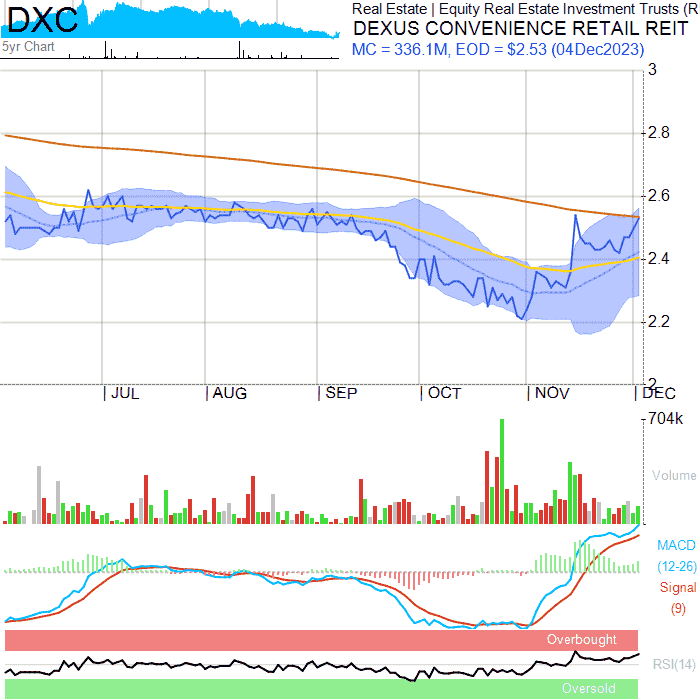 DXC
5yr Chart
Real Estate | Equity Real Estate Investment Trusts (R
DEXUS CONVENIENCE RETAIL REIT
MC = 336.1M, EOD = $2.53 (04Dec2023)
3
2.8
2.6
2.4
2.2
2
| JUL | AUG | SEP | OCT | NOV | DEC
704k
Volume
MACD
(12-26)
Signal
(9)
Overbought
RSI(14)
Oversold